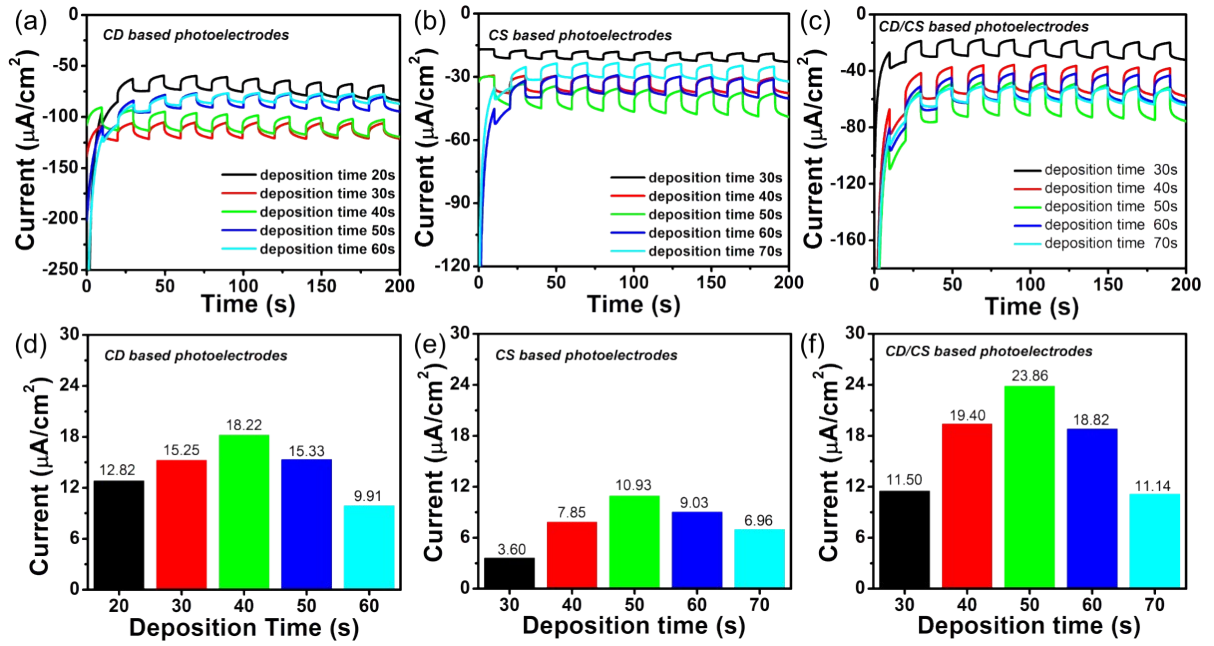 (a)
CD based photoelectrodes
Current (μA/cm²)
-50
-100
-150
-200
-250
0
50
100
150
200
Time (s)
deposition time 20s
deposition time 30s
deposition time 40s
deposition time 50s
deposition time 60s
(b)
CS based photoelectrodes
Current (μA/cm²)
0
-30
-60
-90
-120
0
50
100
150
200
Time (s)
deposition time 30s
deposition time 40s
deposition time 50s
deposition time 60s
deposition time 70s
(c)
CD/CS based photoelectrodes
Current (μA/cm²)
0
-40
-80
-120
-160
0
50
100
150
200
Time (s)
deposition time 30s
deposition time 40s
deposition time 50s
deposition time 60s
deposition time 70s
(d)
CD based photoelectrodes
Current (μA/cm²)
30
24
18
12
6
0
12.82
15.25
18.22
15.33
9.91
20
30
40
50
60
Deposition Time (s)
(e)
CS based photoelectrodes
Current (μA/cm²)
30
24
18
12
6
0
3.60
7.85
10.93
9.03
6.96
30
40
50
60
70
Deposition time (s)
(f)
CD/CS based photoelectrodes
Current (μA/cm²)
30
24
18
12
6
0
11.50
19.40
23.86
18.82
11.14
30
40
50
60
70
Deposition time (s)